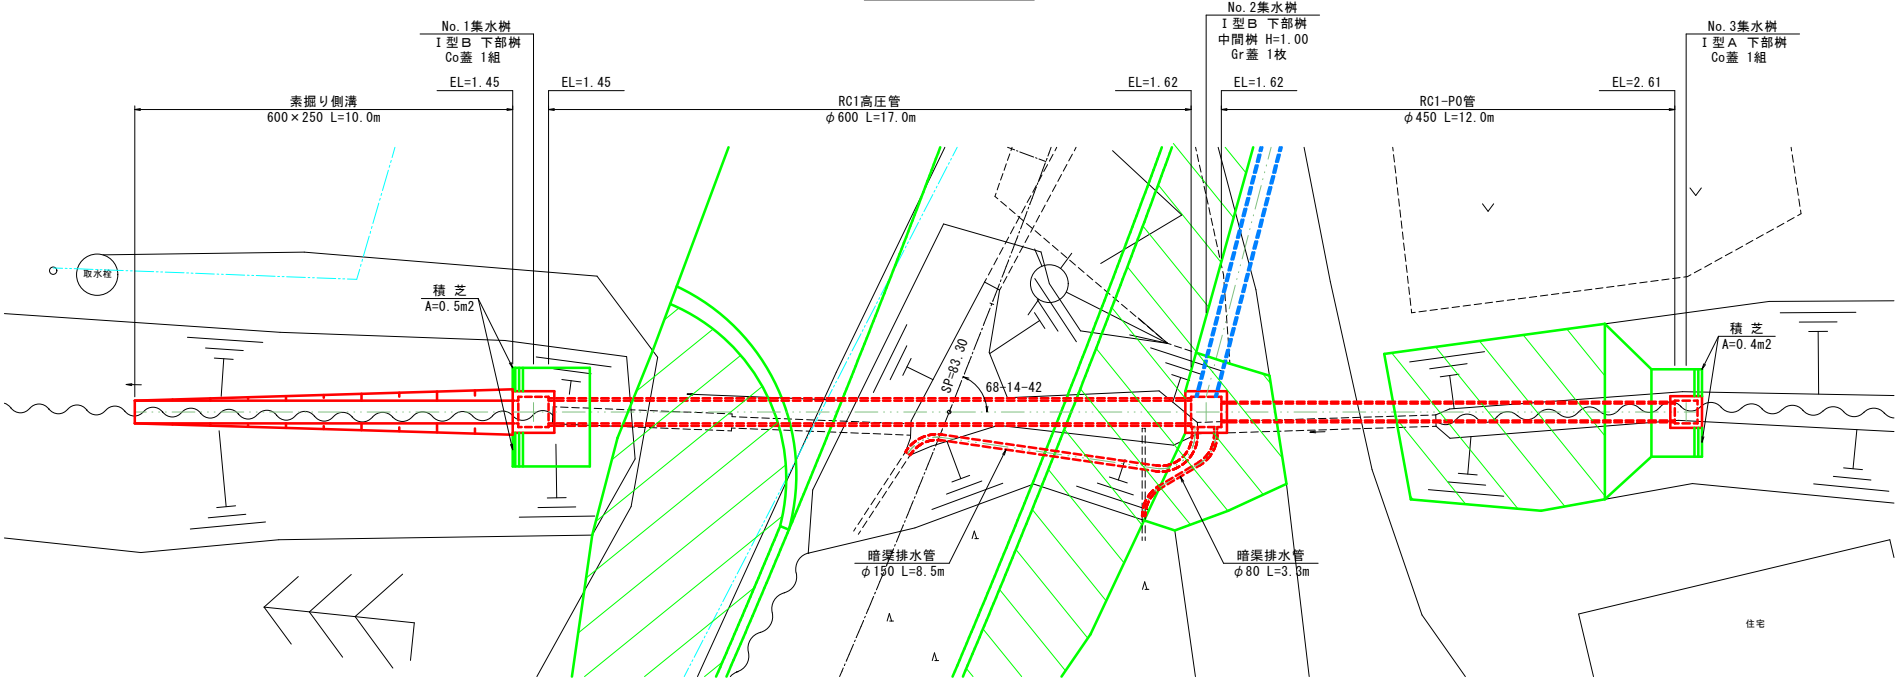 No.1集水桝
Ⅰ型Ｂ 下部桝
Co蓋 1組
No.2集水桝
Ⅰ型Ｂ 下部桝
中間桝 H=1.00
Gr蓋 1枚
No.3集水桝
Ⅰ型Ａ 下部桝
Co蓋 1組
EL=1.45
EL=1.45
EL=1.62
EL=1.62
EL=2.61
素掘り側溝
600×250 L=10.0m
RC1高圧管
φ600 L=17.0m
RC1-PO管
φ450 L=12.0m
取水栓
積 芝
A=0.5m2
積 芝
A=0.4m2
SP=83.30
68-14-42
暗渠排水管
φ150 L=8.5m
暗渠排水管
φ80 L=3.3m
住宅